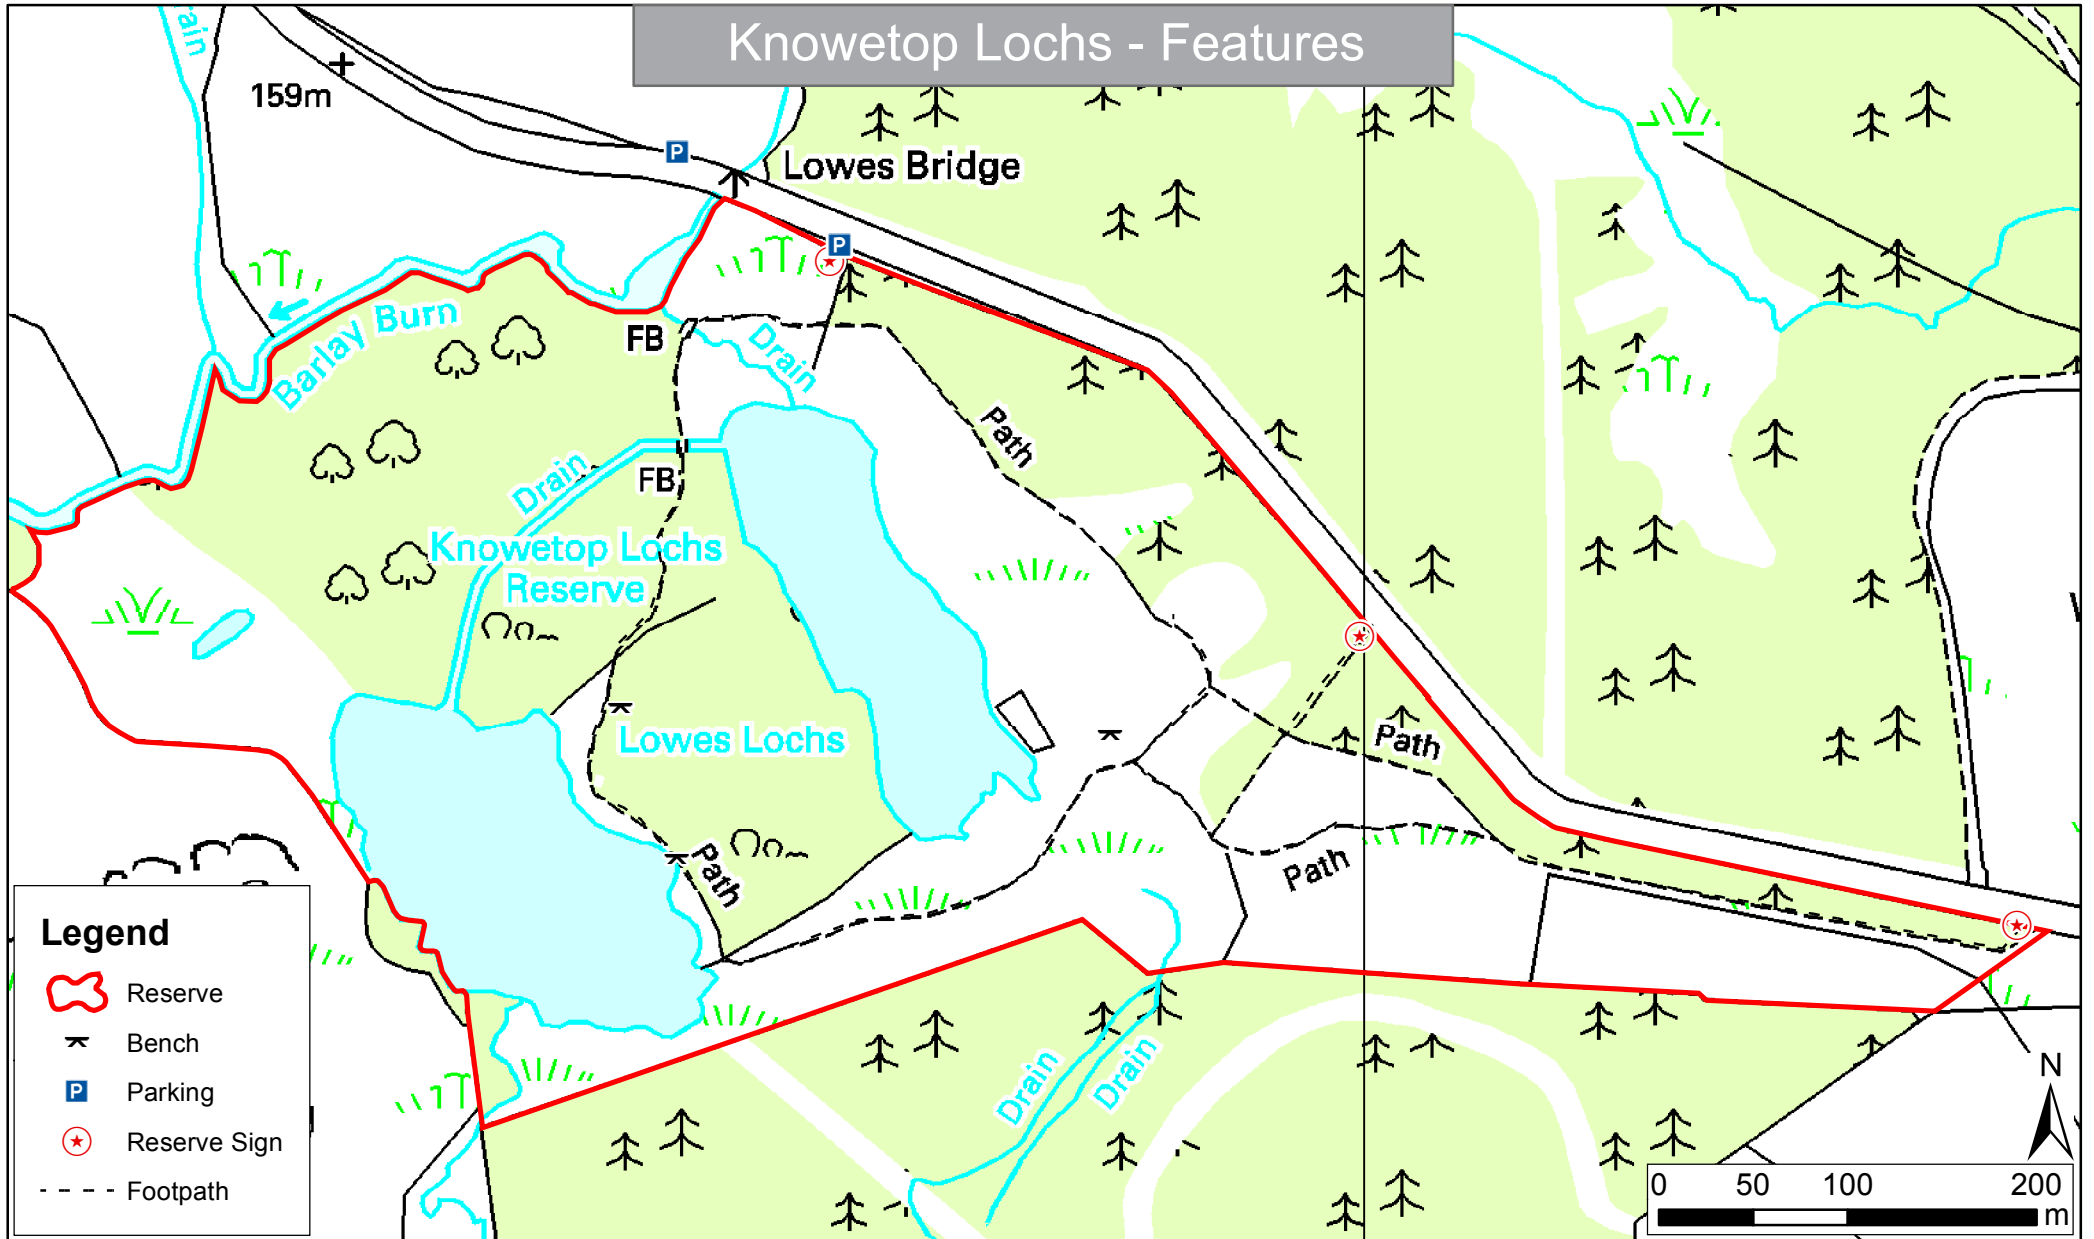 Knowetop Lochs - Features
rain
159m
P
Lowes Bridge
P
Barlay Burn
FB
Drain
Path
Drain
FB
Knowetop Lochs
Reserve
Lowes Lochs
Path
Path
Path
Drain
Drain
Legend
Reserve
Bench
P Parking
Reserve Sign
Footpath
N
0 50 100 200
m